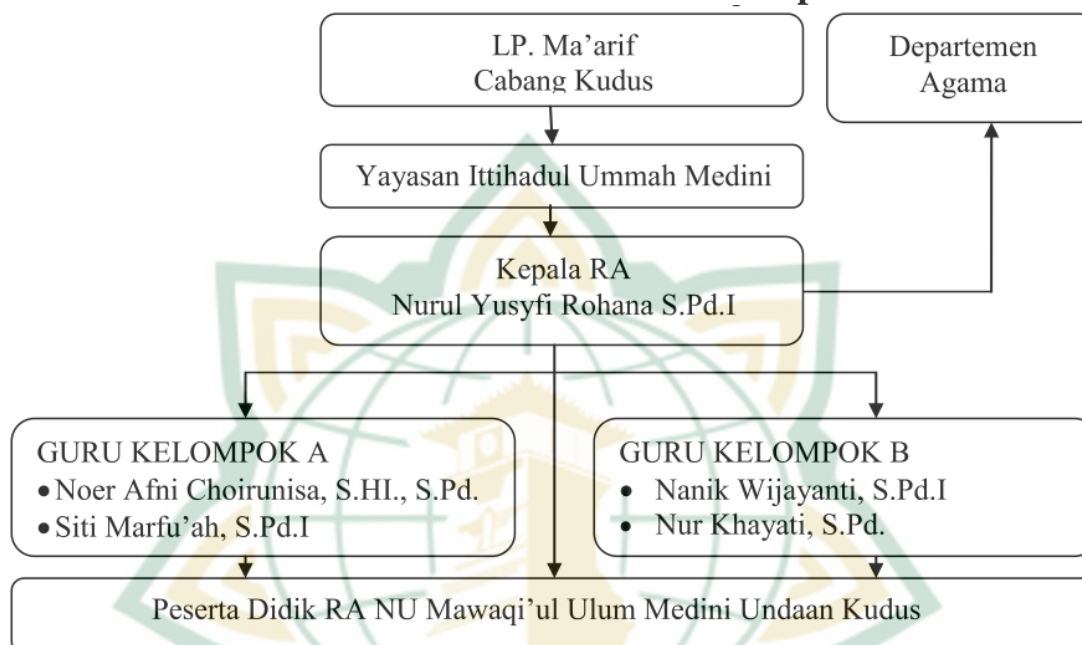 LP. Ma’arif
Cabang Kudus
Departemen
Agama
Yayasan Ittihadul Ummah Medini
Kepala RA
Nurul Yusyfi Rohana S.Pd.I
GURU KELOMPOK A
• Noer Afni Choirunisa, S.HI., S.Pd.
• Siti Marfu’ah, S.Pd.I
GURU KELOMPOK B
• Nanik Wijayanti, S.Pd.I
• Nur Khayati, S.Pd.
Peserta Didik RA NU Mawaqi’ul Ulum Medini Undaan Kudus